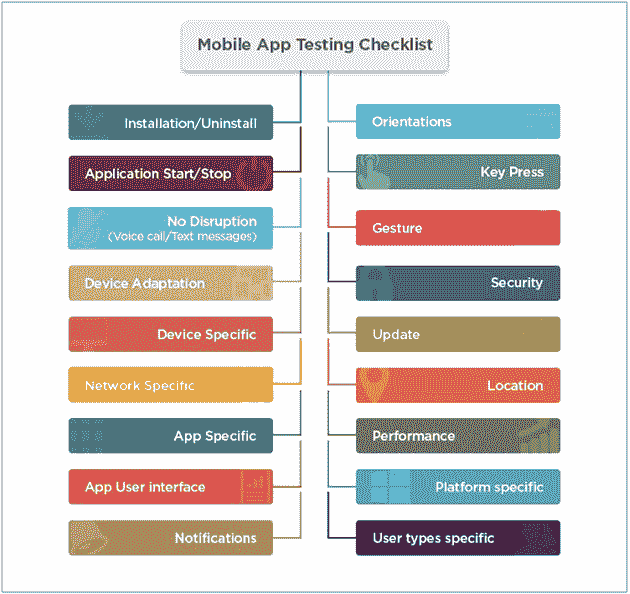 Mobile App Testing Checklist
Installation/Uninstall
Application Start/Stop
No Disruption
(Voice call/Text messages)
Device Adaptation
Device Specific
Network Specific
App Specific
App User interface
Notifications
Orientations
Key Press
Gesture
Security
Update
Location
Performance
Platform specific
User types specific